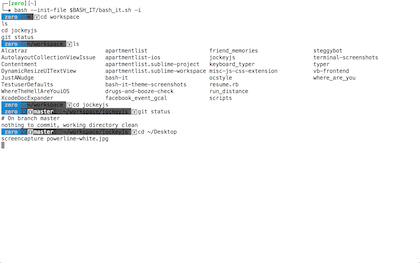 [zero][~]
bash --init-file $BASH_IT/bash_it.sh -i
zero ~ cd workspace
ls
cd jockeyjs
git status
zero ~/workspace ls
Alcatraz apartmentlist friend_memories steggybot
AutolayoutCollectionViewIssue apartmentlist-ios jockeyjs terminal-screenshots
Contentment apartmentlist.sublime-project keyboard_typer typer
DynamicResizeUITextView apartmentlist.sublime-workspace misc-js-css-extension vb-frontend
JustANudge bash-it ocstyle where_are_you
TestuserDefaults bash-it-theme-screenshots resume.rb
WhereTheHellAreYouiOS drugs-and-booze-check run_distance
XcodeDocExpander facebook_event_gcal scripts
zero ~/workspace cd jockeyjs
zero master ~/workspace/jockeyjs git status
# On branch master
nothing to commit, working directory clean
zero master ~/workspace/jockeyjs cd ~/Desktop
screencapture powerline-white.jpg